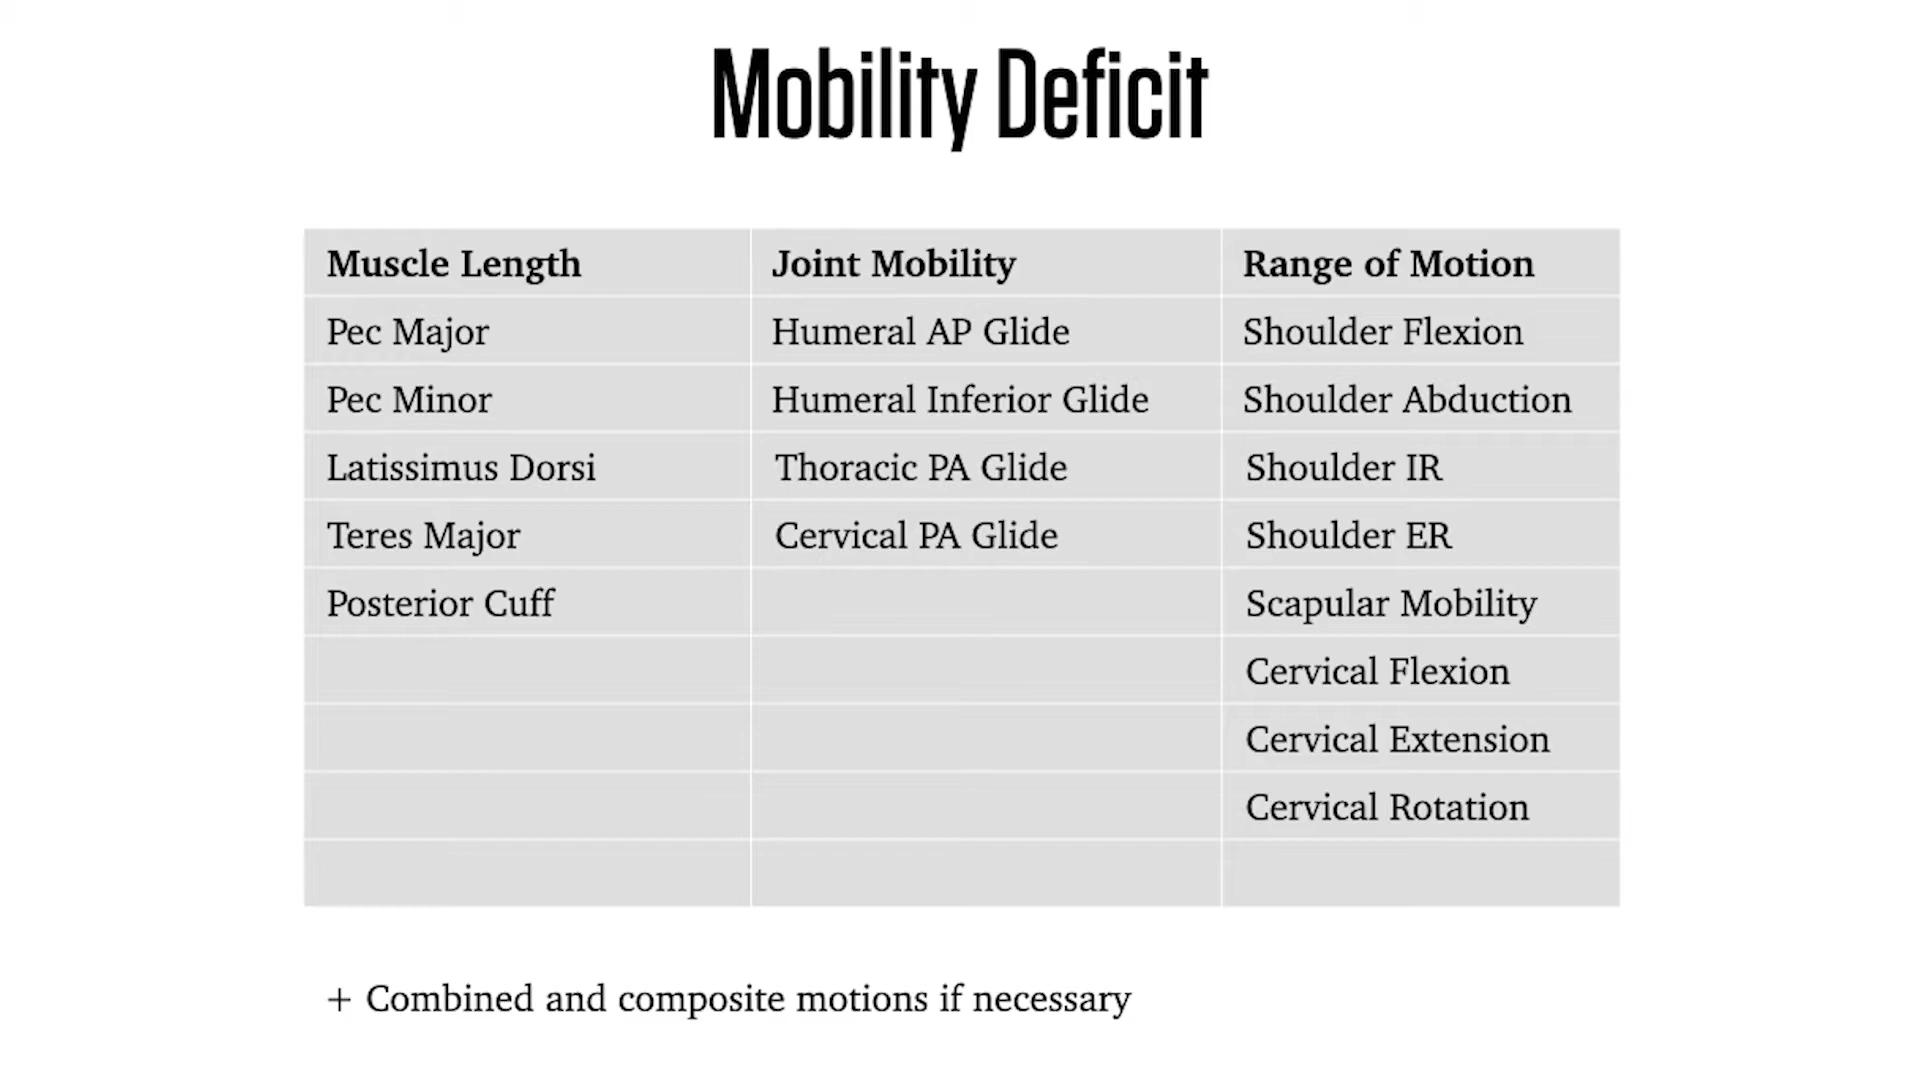 Mobility Deficit
Muscle Length Joint Mobility Range of Motion
Pec Major Humeral AP Glide Shoulder Flexion
Pec Minor Humeral Inferior Glide Shoulder Abduction
Latissimus Dorsi Thoracic PA Glide Shoulder IR
Teres Major Cervical PA Glide Shoulder ER
Posterior Cuff Scapular Mobility
Cervical Flexion
Cervical Extension
Cervical Rotation
+ Combined and composite motions if necessary